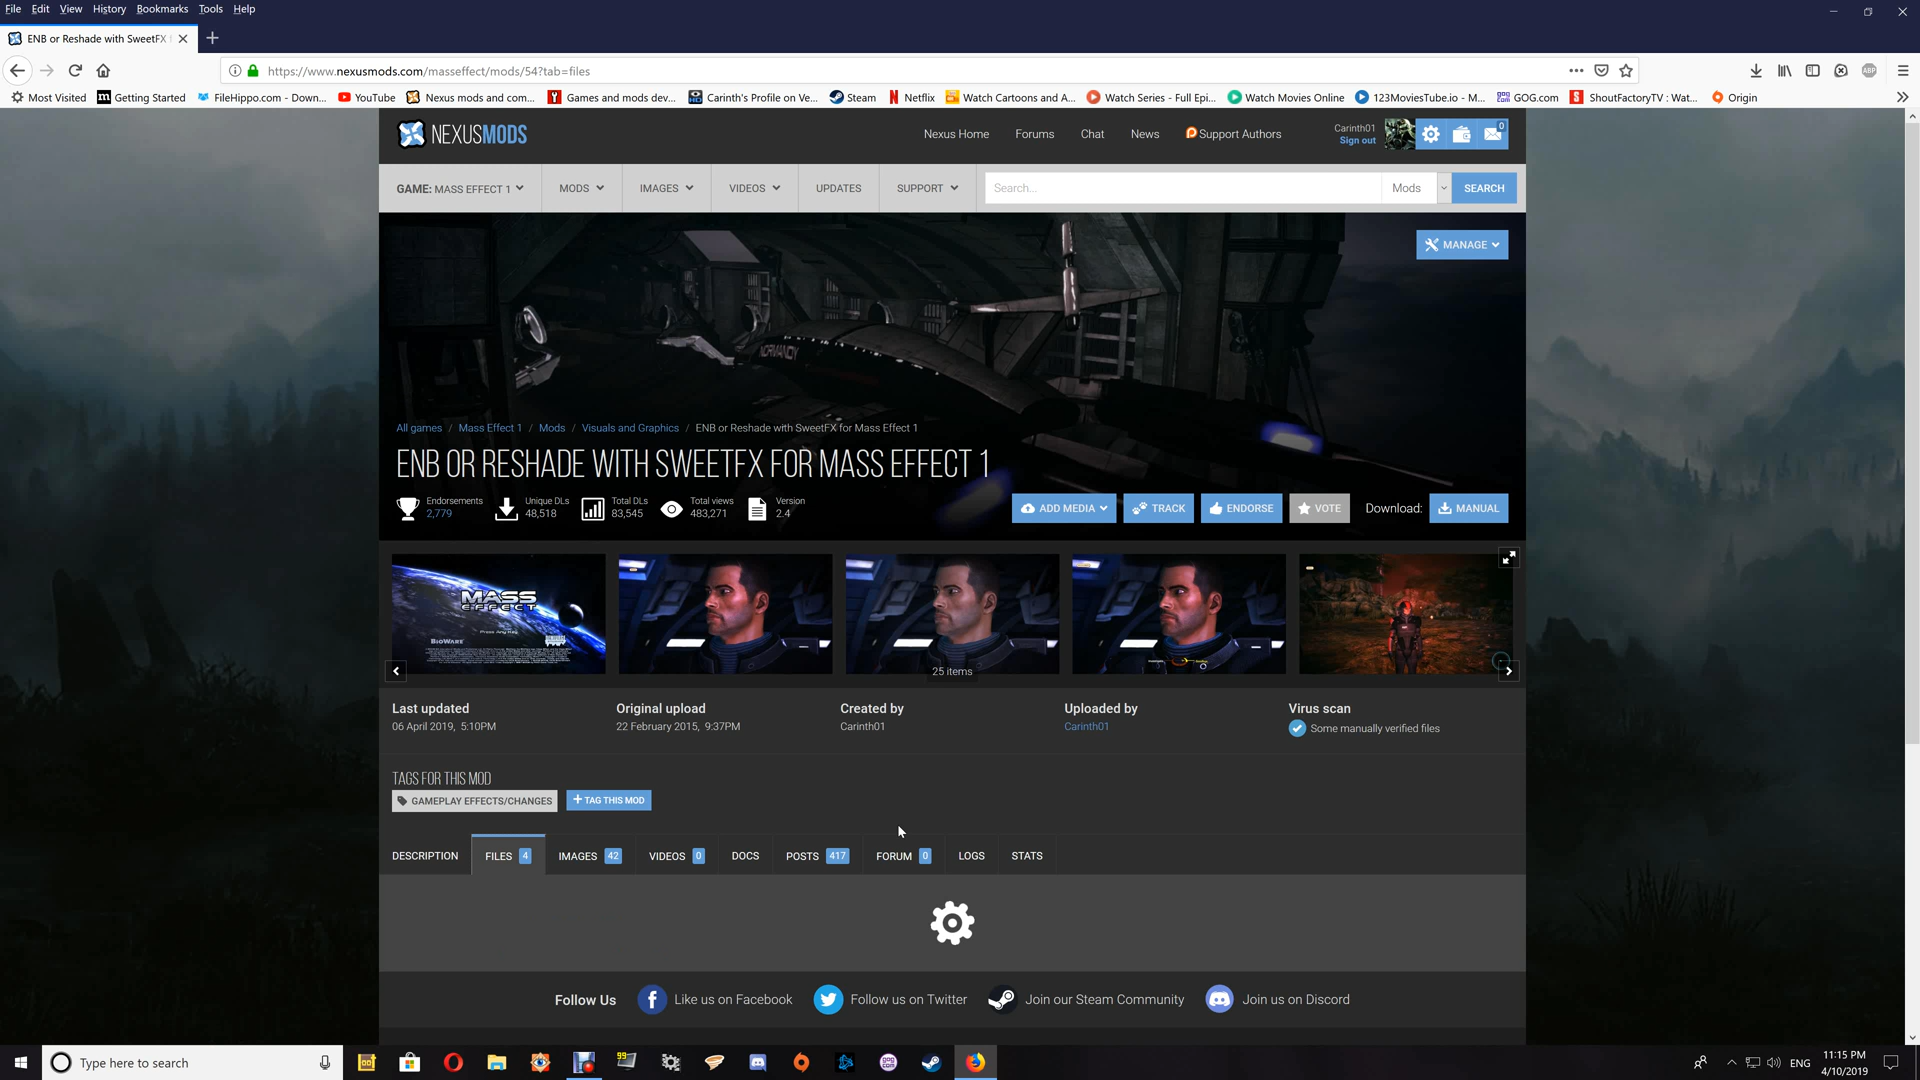 File Edit View History Bookmarks Tools Help
ENB or Reshade with SweetFX
https://www.nexusmods.com/masseffect/mods/54?tab=files
Most Visited Getting Started FileHippo.com - Down... YouTube Nexus mods and com... Games and mods dev... Carinth's Profile on Ve... Steam Netflix Watch Cartoons and A... Watch Series - Full Epi... Watch Movies Online 123MoviesTube.io - M... GOG.com ShoutFactoryTV : Wat... Origin
NEXUSMODS
Nexus Home Forums Chat News Support Authors
Carinth01
Sign out
0
GAME: MASS EFFECT 1 MODS IMAGES VIDEOS UPDATES SUPPORT Search... Mods SEARCH
MANAGE
NORMANDY
All games / Mass Effect 1 / Mods / Visuals and Graphics / ENB or Reshade with SweetFX for Mass Effect 1
ENB OR RESHADE WITH SWEETFX FOR MASS EFFECT 1
Endorsements Unique DLs Total DLs Total views Version
2,779 48,518 83,545 483,271 2.4
ADD MEDIA TRACK ENDORSE VOTE Download: MANUAL
MASS
EFFECT
Press Any Key
BIOWARE
25 items
Last updated Original upload Created by Uploaded by Virus scan
06 April 2019, 5:10PM 22 February 2015, 9:37PM Carinth01 Carinth01 Some manually verified files
TAGS FOR THIS MOD
GAMEPLAY EFFECTS/CHANGES + TAG THIS MOD
DESCRIPTION FILES 4 IMAGES 42 VIDEOS 0 DOCS POSTS 417 FORUM 0 LOGS STATS
Follow Us Like us on Facebook Follow us on Twitter Join our Steam Community Join us on Discord
Type here to search
99
ENG
11:15 PM
4/10/2019